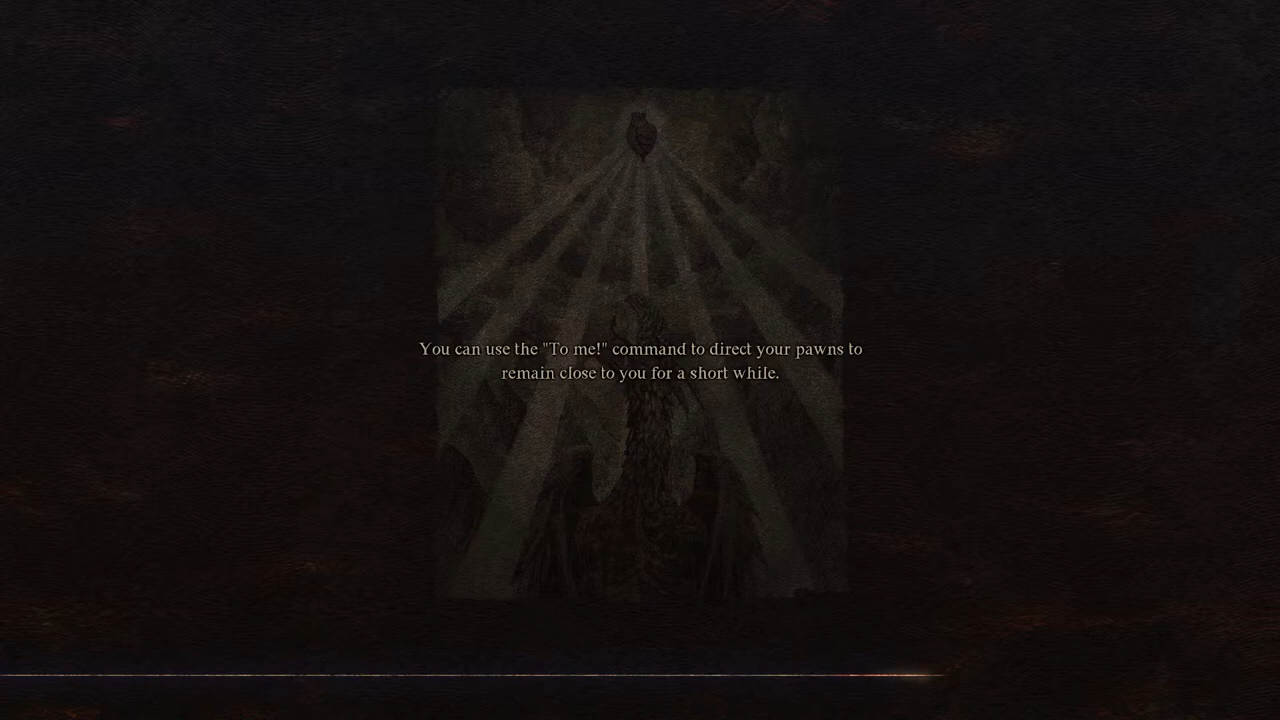 You can use the "To me!" command to direct your pawns to
remain close to you for a short while.